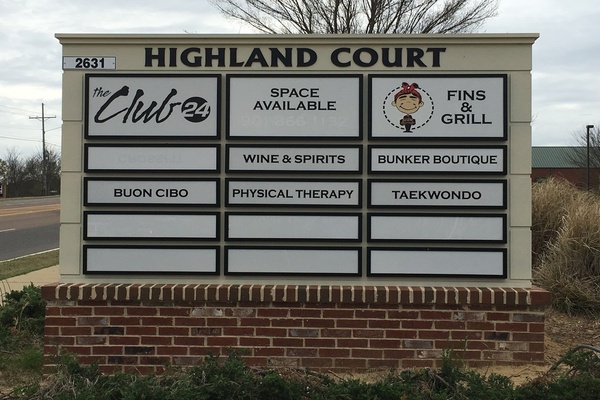 HIGHLAND COURT
2631
the Club 24
SPACE
AVAILABLE
FINS
&
GRILL
WINE & SPIRITS
BUNKER BOUTIQUE
BUON CIBO
PHYSICAL THERAPY
TAEKWONDO